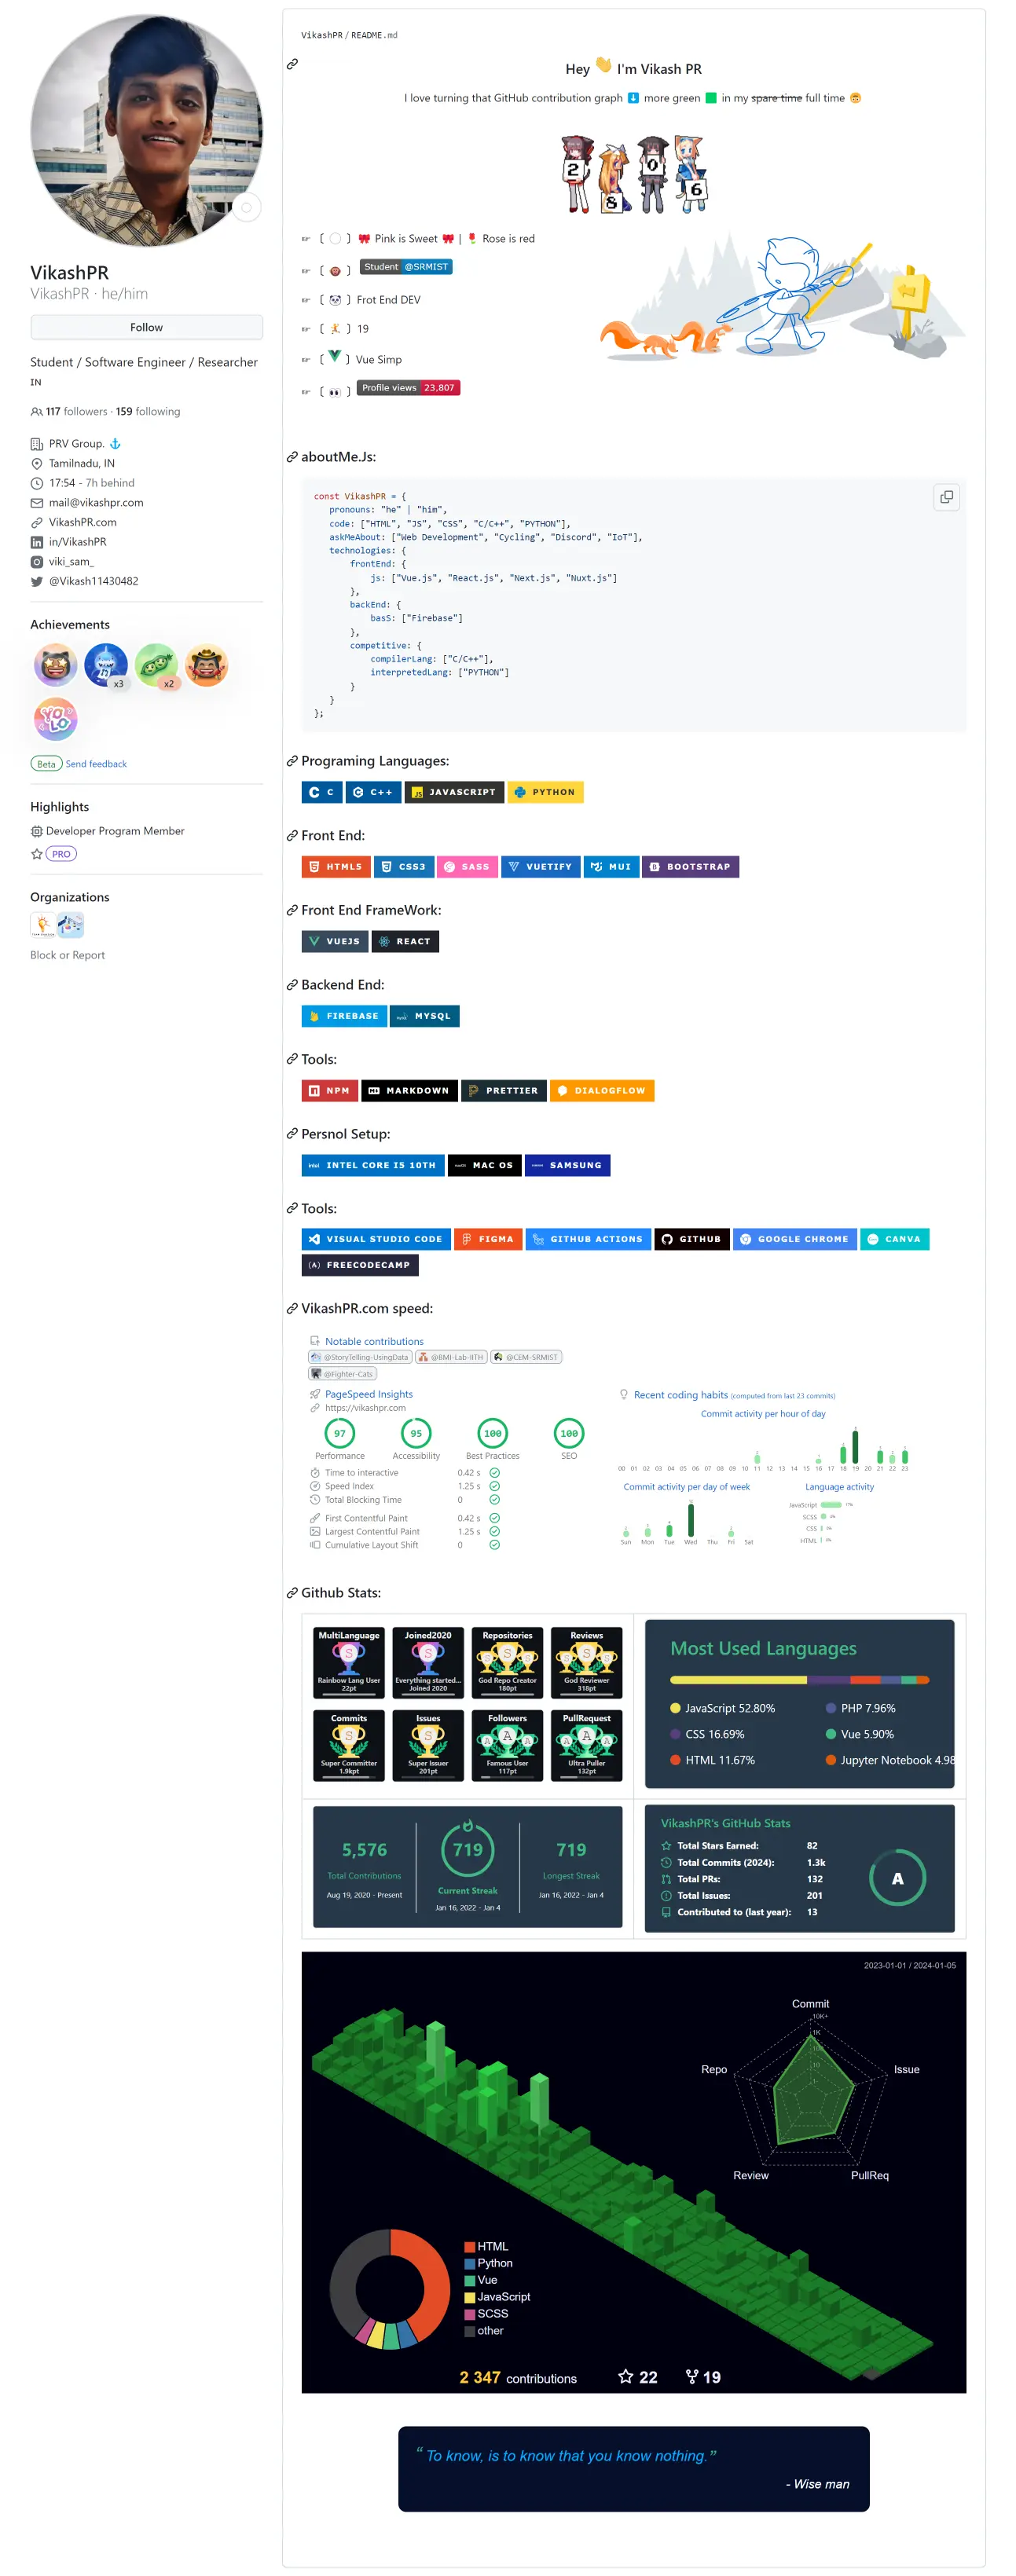 VikashPR
VikashPR · he/him
Follow
Student / Software Engineer / Researcher
IN
117 followers · 159 following
PRV Group. ⚓
Tamilnadu, IN
17:54 - 7h behind
mail@vikashpr.com
VikashPR.com
in/VikashPR
viki_sam_
@Vikash11430482
Achievements
x3
x2
YOLO
Beta Send feedback
Highlights
Developer Program Member
PRO
Organizations
Block or Report
VikashPR / README.md
Hey 👋 I'm Vikash PR
I love turning that GitHub contribution graph ⬇️ more green 🟩 in my spare time full time 🙃
2 8 0 6
[ ] 🎀 Pink is Sweet 🎀 | 🌹 Rose is red
[ ] Student @SRMIST
[ 🐼 ] Frot End DEV
[ ] 19
[ ] Vue Simp
[ 👀 ] Profile views 23,807
aboutMe.Js:
const VikashPR = {
pronouns: "he" | "him",
code: ["HTML", "JS", "CSS", "C/C++", "PYTHON"],
askMeAbout: ["Web Development", "Cycling", "Discord", "IoT"],
technologies: {
frontEnd: {
js: ["Vue.js", "React.js", "Next.js", "Nuxt.js"]
},
backEnd: {
basS: ["Firebase"]
},
competitive: {
compilerLang: ["C/C++"],
interpretedLang: ["PYTHON"]
}
}
};
Programing Languages:
C C++ JAVASCRIPT PYTHON
Front End:
HTML5 CSS3 SASS VUETIFY MUI BOOTSTRAP
Front End FrameWork:
VUEJS REACT
Backend End:
FIREBASE MYSQL
Tools:
NPM MARKDOWN PRETTIER DIALOGFLOW
Persnol Setup:
INTEL CORE I5 10TH MAC OS SAMSUNG
Tools:
VISUAL STUDIO CODE FIGMA GITHUB ACTIONS GITHUB GOOGLE CHROME CANVA
FREECODECAMP
VikashPR.com speed:
Notable contributions
@StoryTelling-UsingData @BMI-Lab-IITH @CEM-SRMIST
@Fighter-Cats
PageSpeed Insights
https://vikashpr.com
97 95 100 100
Performance Accessibility Best Practices SEO
Time to interactive 0.42 s
Speed Index 1.25 s
Total Blocking Time 0
First Contentful Paint 0.42 s
Largest Contentful Paint 1.25 s
Cumulative Layout Shift 0
Recent coding habits (computed from last 23 commits)
Commit activity per hour of day
00 01 02 03 04 05 06 07 08 09 10 11 12 13 14 15 16 17 18 19 20 21 22 23
Commit activity per day of week
Sun Mon Tue Wed Thu Fri Sat
Language activity
JavaScript
SCSS
CSS
HTML
Github Stats:
MultiLanguage Joined2020 Repositories Reviews
S S S S
Rainbow Lang User Everything started... God Repo Creator God Reviewer
22pt Joined 2020 180pt 318pt
Commits Issues Followers PullRequest
S S A A A A A A
Super Committer Super Issuer Famous User Ultra Puller
1.9kpt 201pt 117pt 132pt
Most Used Languages
JavaScript 52.80% PHP 7.96%
CSS 16.69% Vue 5.90%
HTML 11.67% Jupyter Notebook 4.98
5,576 719 719
Total Contributions Current Streak Longest Streak
Aug 19, 2020 - Present Jan 16, 2022 - Jan 4 Jan 16, 2022 - Jan 4
VikashPR's GitHub Stats
Total Stars Earned: 82
Total Commits (2024): 1.3k
Total PRs: 132
Total Issues: 201
Contributed to (last year): 13
A
2023-01-01 / 2024-01-05
Commit
10K+
1K
100
10
1
Repo Issue
Review PullReq
HTML
Python
Vue
JavaScript
SCSS
other
2 347 contributions 22 19
“ To know, is to know that you know nothing.”
- Wise man